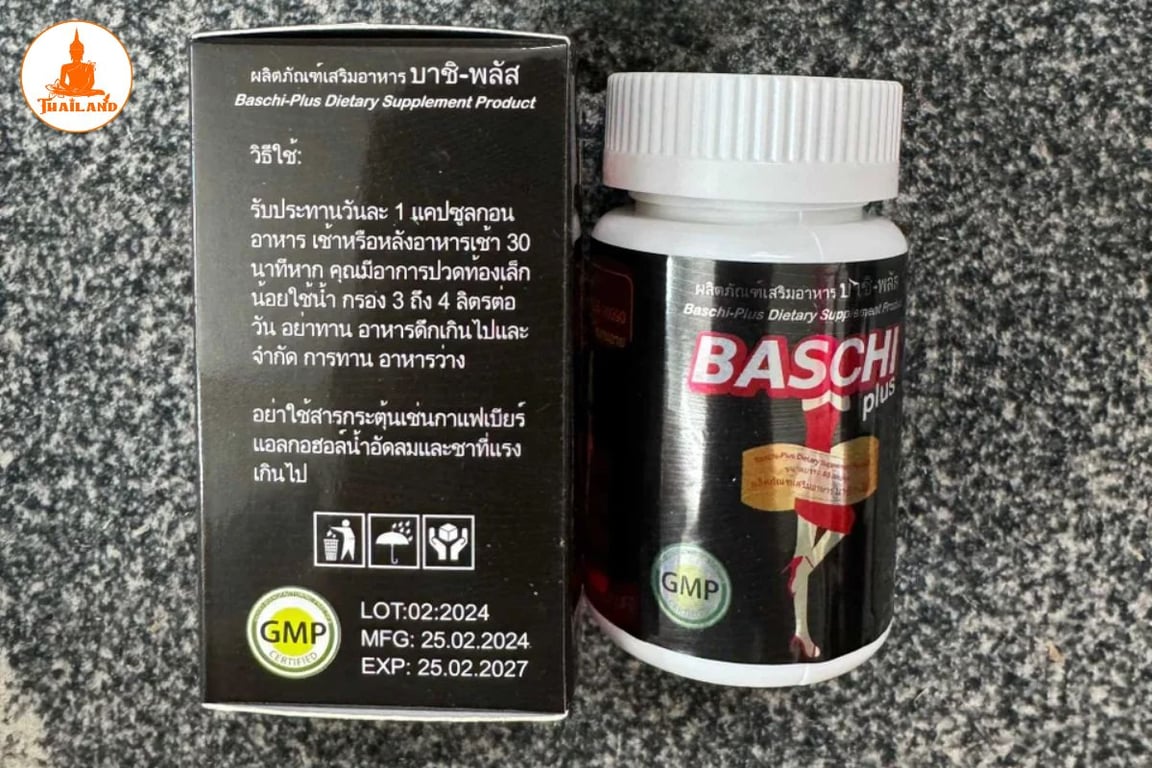 THAILAND
ผลิตภัณฑ์เสริมอาหาร บาชิ-พลัส
Baschi-Plus Dietary Supplement Product
วิธีใช้:
รับประทานวันละ 1 แคปซูลกอน
อาหาร เช้าหรือหลังอาหารเช้า 30
นาทีหาก คุณมีอาการปวดท้องเล็ก
น้อยใช้น้ำ กรอง 3 ถึง 4 ลิตรต่อ
วัน อย่าทาน อาหารดึกเกินไปและ
จำกัด การทาน อาหารว่าง
อย่าใช้สารกระตุ้นเช่นกาแฟเบียร์
แอลกอฮอล์น้ำอัดลมและชาที่แรง
เกินไป
GMP
CERTIFIED
LOT:02:2024
MFG: 25.02.2024
EXP: 25.02.2027
ผลิตภัณฑ์เสริมอาหาร บาชิ-พลัส
Baschi-Plus Dietary Supplement
BASCHI
plus
Baschi-Plus Dietary
GMP